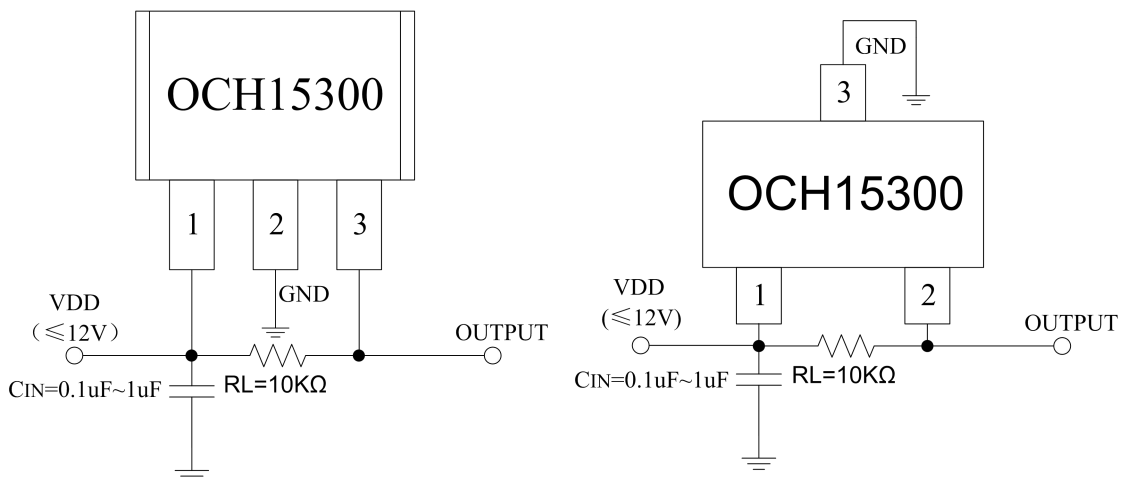 OCH15300
1
2
3
GND
VDD
（≤12V）
OUTPUT
CIN=0.1uF~1uF
RL=10KΩ
GND
3
OCH15300
1
2
VDD
(≤12V)
OUTPUT
CIN=0.1uF~1uF
RL=10KΩ